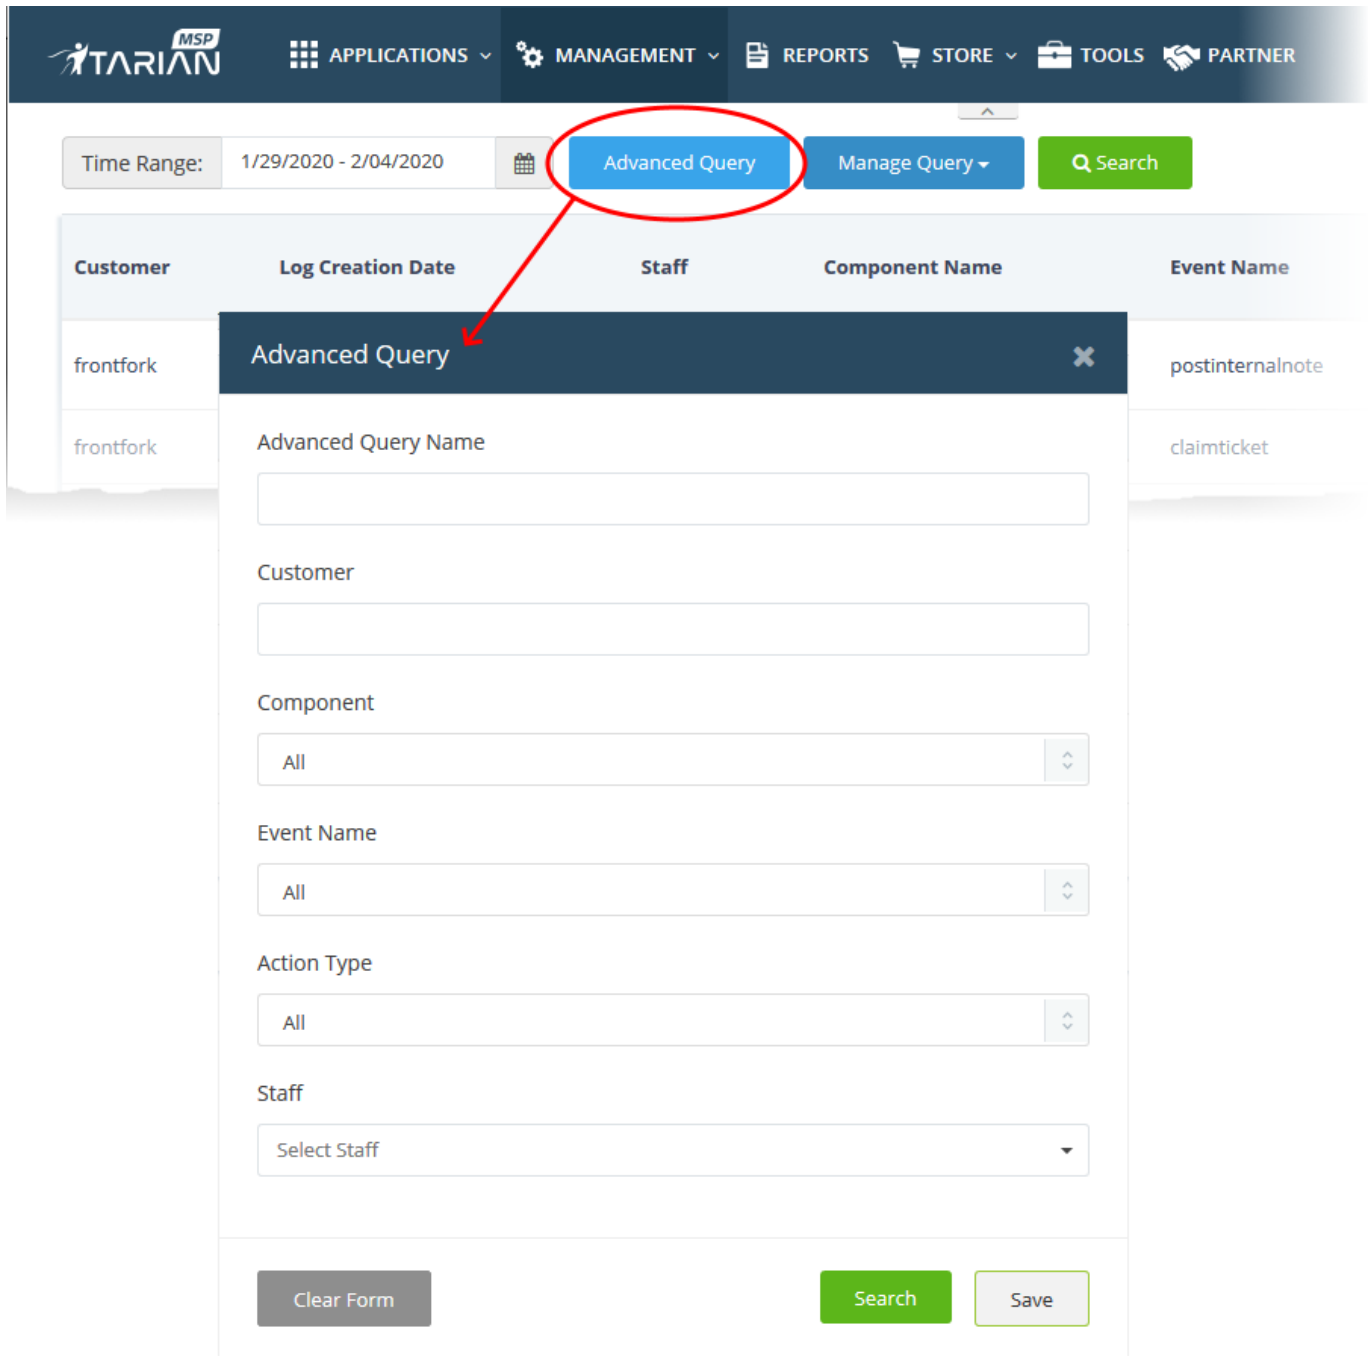 ITARIAN MSP APPLICATIONS MANAGEMENT REPORTS STORE TOOLS PARTNER
Time Range: 1/29/2020 - 2/04/2020 Advanced Query Manage Query Search
Customer Log Creation Date Staff Component Name Event Name
frontfork postinternalnote
frontfork claimticket
Advanced Query
Advanced Query Name
Customer
Component
All
Event Name
All
Action Type
All
Staff
Select Staff
Clear Form Search Save